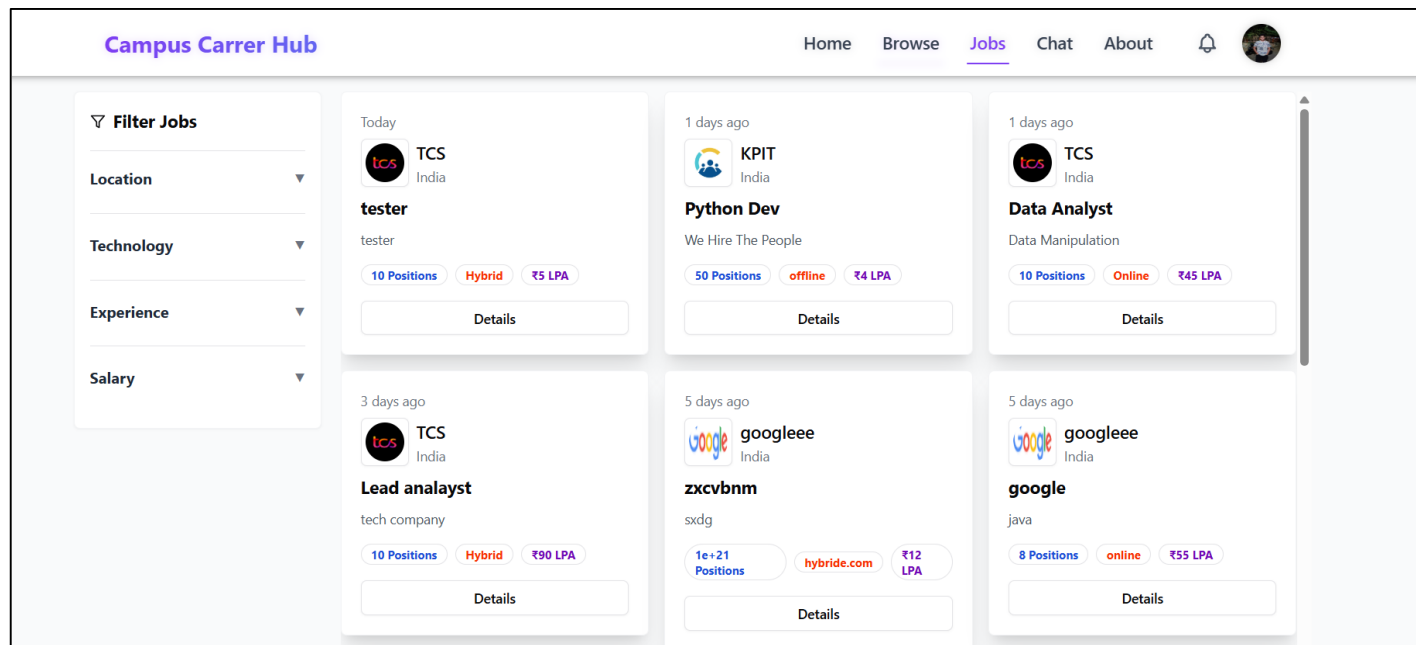 Campus Carrer Hub
Home Browse Jobs Chat About
Filter Jobs
Location
Technology
Experience
Salary
Today
tcs
TCS
India
tester
tester
10 Positions Hybrid ₹5 LPA
Details
1 days ago
KPIT
India
Python Dev
We Hire The People
50 Positions offline ₹4 LPA
Details
1 days ago
tcs
TCS
India
Data Analyst
Data Manipulation
10 Positions Online ₹45 LPA
Details
3 days ago
tcs
TCS
India
Lead analayst
tech company
10 Positions Hybrid ₹90 LPA
Details
5 days ago
Google
googleee
India
zxcvbnm
sxdg
1e+21
Positions
hybride.com
₹12
LPA
Details
5 days ago
Google
googleee
India
google
java
8 Positions online ₹55 LPA
Details